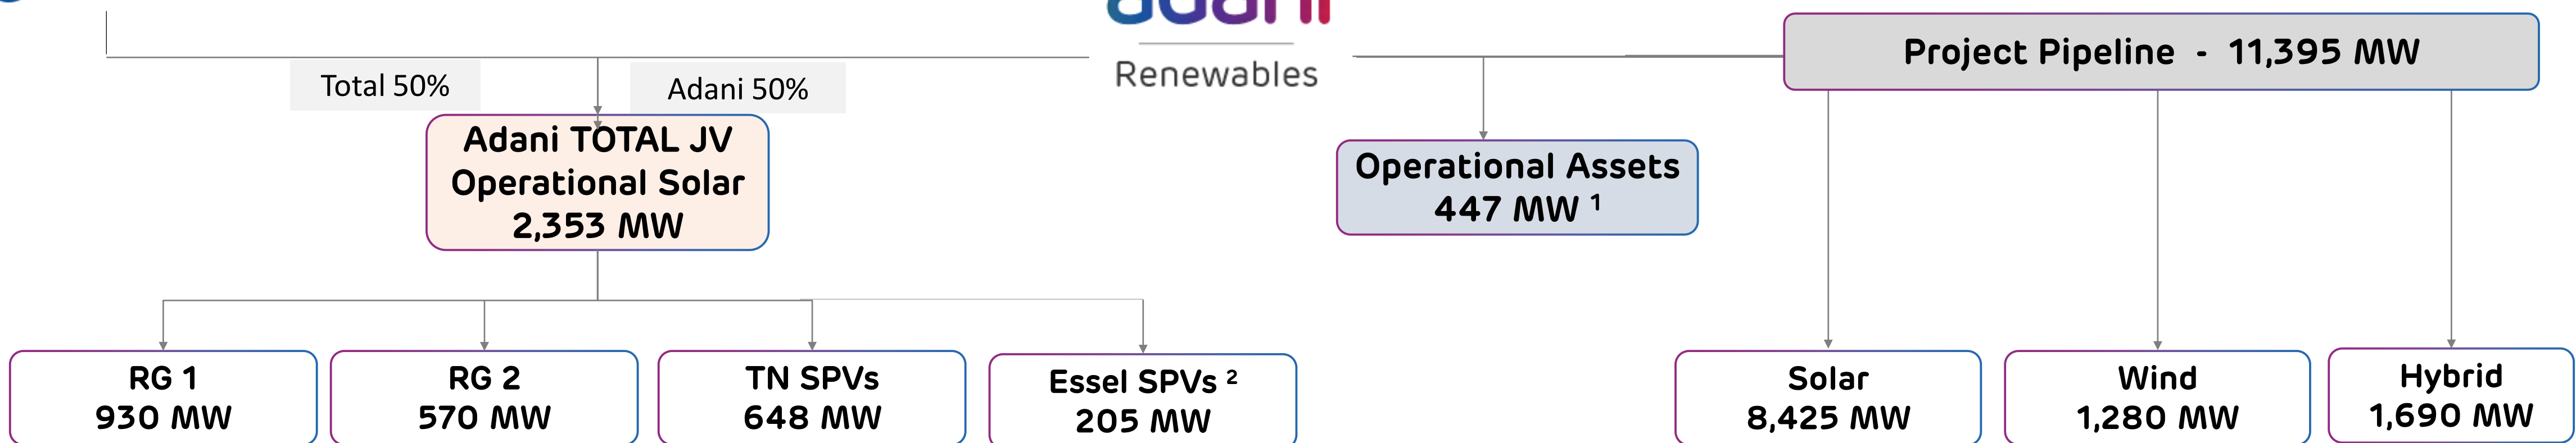 adani
Renewables
Project Pipeline - 11,395 MW
Total 50%
Adani 50%
Adani TOTAL JV
Operational Solar
2,353 MW
Operational Assets
447 MW ¹
RG 1
930 MW
RG 2
570 MW
TN SPVs
648 MW
Essel SPVs ²
205 MW
Solar
8,425 MW
Wind
1,280 MW
Hybrid
1,690 MW